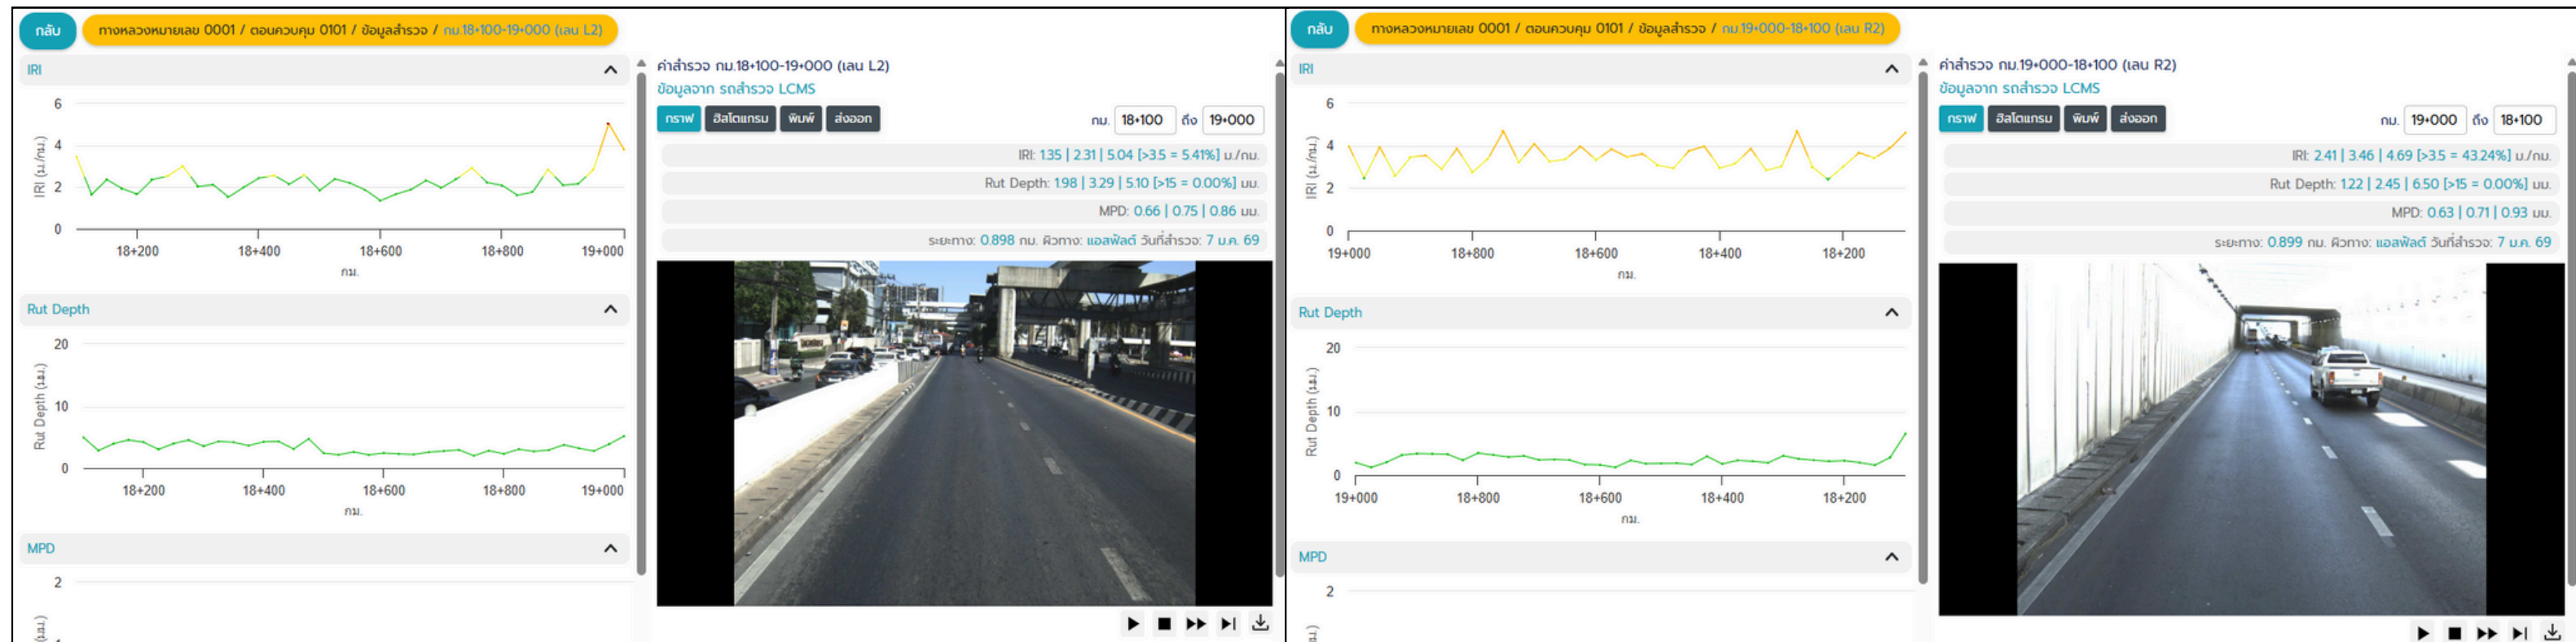 กลับ
ทางหลวงหมายเลข 0001 / ตอนควบคุม 0101 / ข้อมูลสำรวจ / กม.18+100-19+000 (เลน L2)
IRI
6
4
2
0
IRI (ม./กม.)
18+200 18+400 18+600 18+800 19+000
กม.
Rut Depth
20
10
0
Rut Depth (มม.)
18+200 18+400 18+600 18+800 19+000
กม.
MPD
2
(มม.)
ค่าสำรวจ กม.18+100-19+000 (เลน L2)
ข้อมูลจาก รถสำรวจ LCMS
กราฟ ฮิสโตแกรม พิมพ์ ส่งออก
กม. 18+100 ถึง 19+000
IRI: 1.35 | 2.31 | 5.04 [>3.5 = 5.41%] ม./กม.
Rut Depth: 1.98 | 3.29 | 5.10 [>15 = 0.00%] มม.
MPD: 0.66 | 0.75 | 0.86 มม.
ระยะทาง: 0.898 กม. ผิวทาง: แอสฟัลต์ วันที่สำรวจ: 7 ม.ค. 69
กลับ
ทางหลวงหมายเลข 0001 / ตอนควบคุม 0101 / ข้อมูลสำรวจ / กม.19+000-18+100 (เลน R2)
IRI
6
4
2
0
IRI (ม./กม.)
19+000 18+800 18+600 18+400 18+200
กม.
Rut Depth
20
10
0
Rut Depth (มม.)
19+000 18+800 18+600 18+400 18+200
กม.
MPD
2
ค่าสำรวจ กม.19+000-18+100 (เลน R2)
ข้อมูลจาก รถสำรวจ LCMS
กราฟ ฮิสโตแกรม พิมพ์ ส่งออก
กม. 19+000 ถึง 18+100
IRI: 2.41 | 3.46 | 4.69 [>3.5 = 43.24%] ม./กม.
Rut Depth: 1.22 | 2.45 | 6.50 [>15 = 0.00%] มม.
MPD: 0.63 | 0.71 | 0.93 มม.
ระยะทาง: 0.899 กม. ผิวทาง: แอสฟัลต์ วันที่สำรวจ: 7 ม.ค. 69